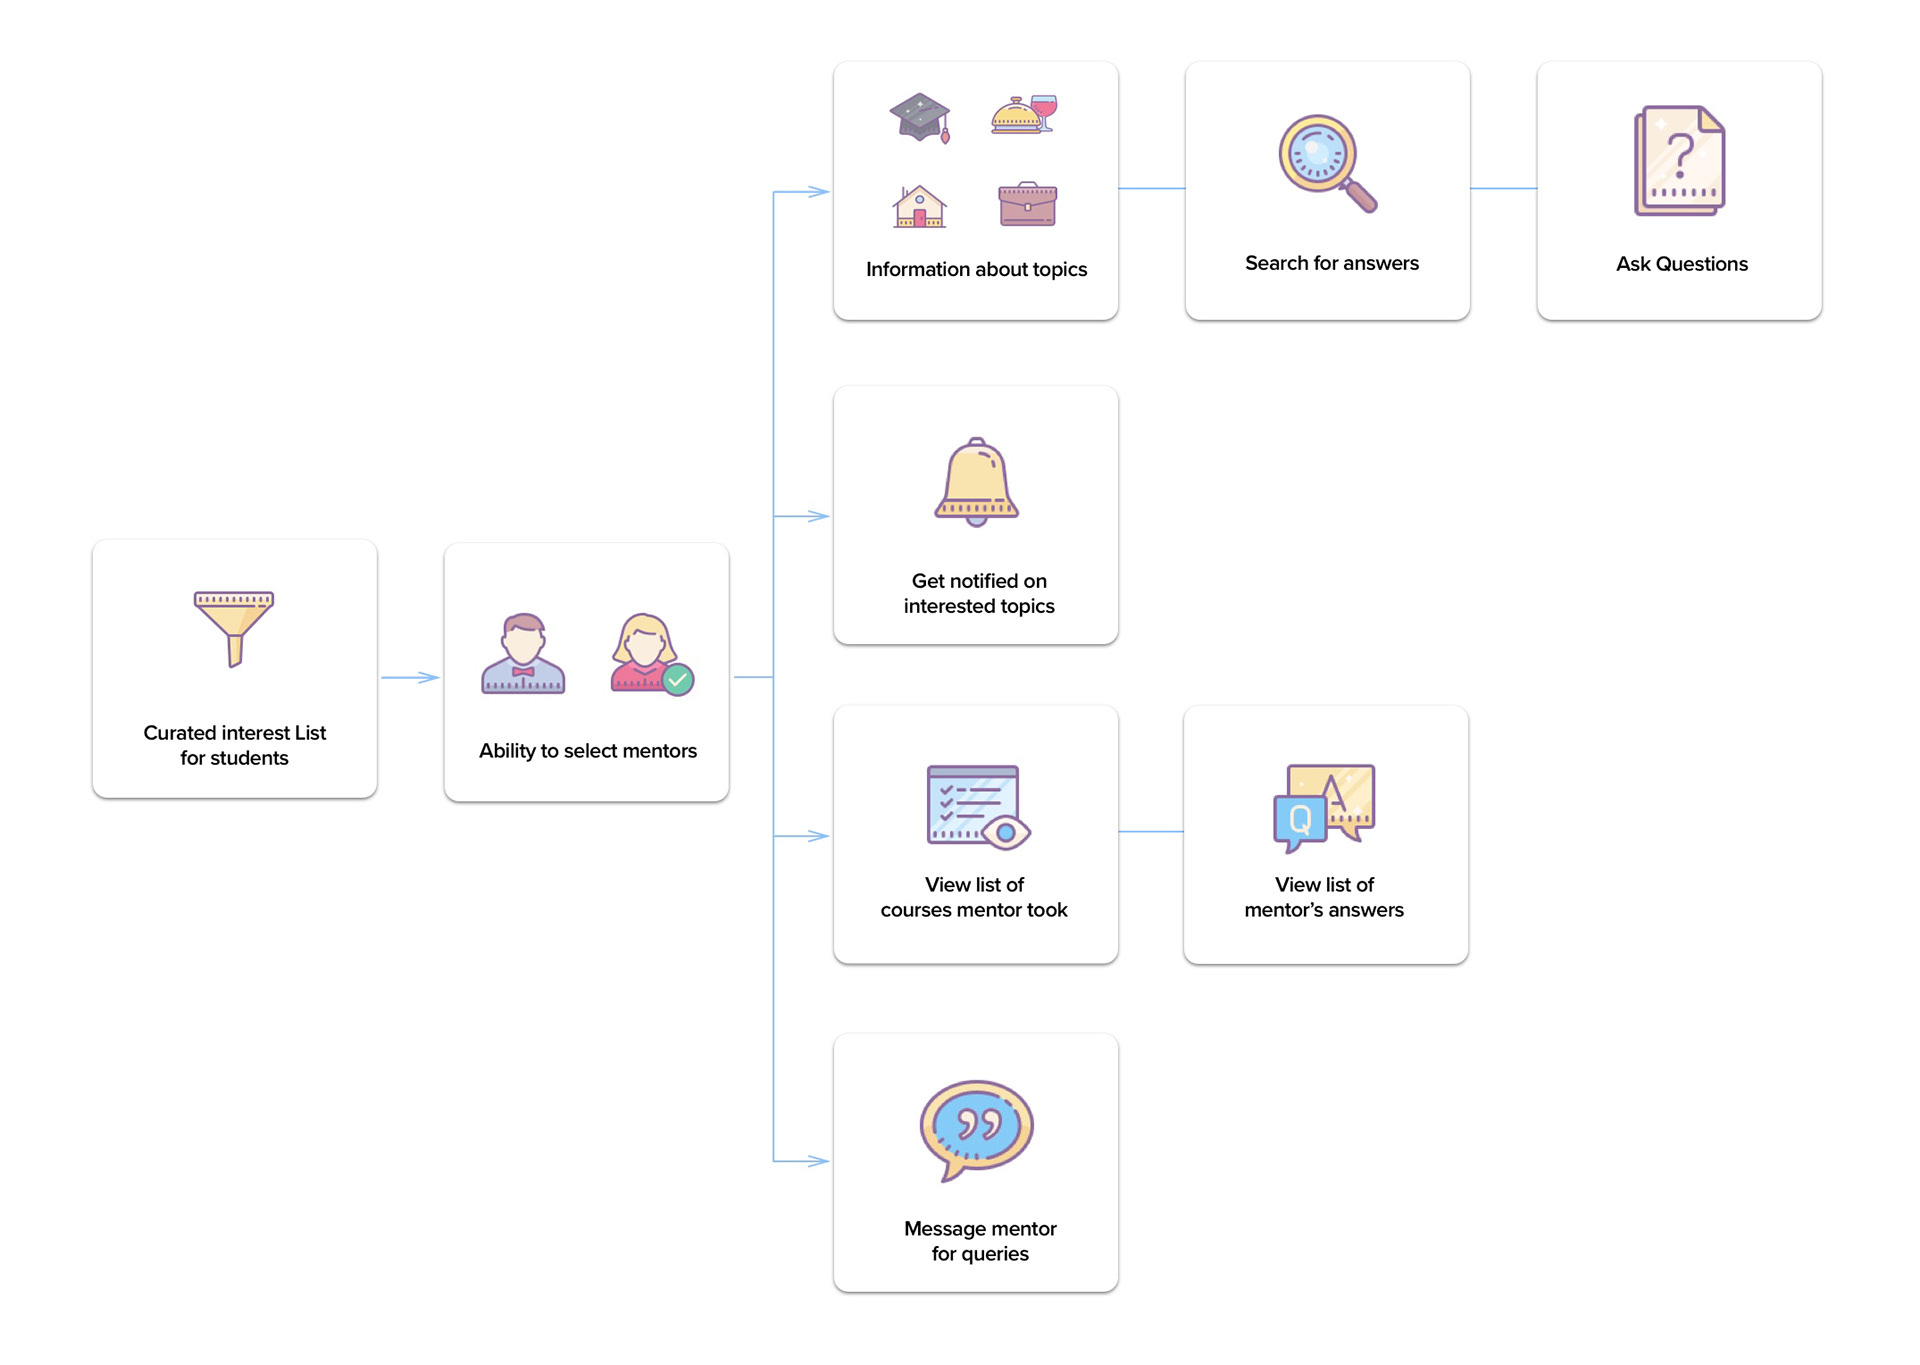 Information about topics
Search for answers
Ask Questions
Get notified on
interested topics
Curated interest List
for students
Ability to select mentors
View list of
courses mentor took
Q
A
View list of
mentor’s answers
Message mentor
for queries